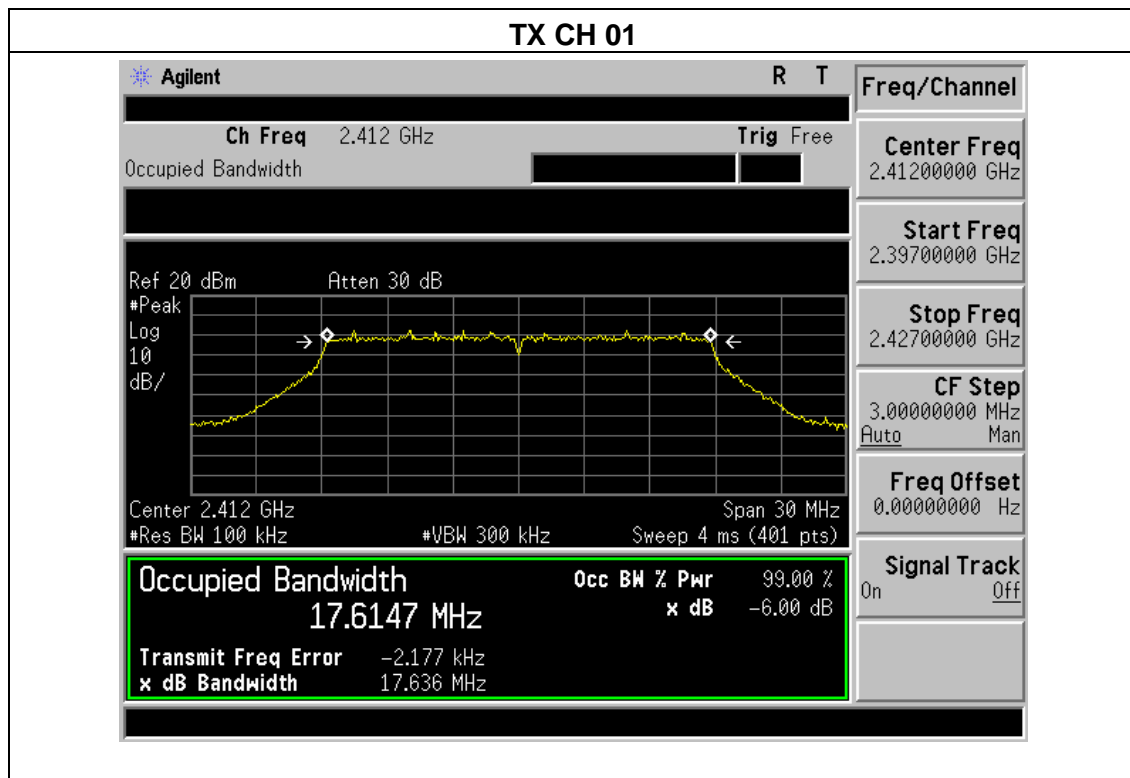 TX CH 01
Agilent R T
Freq/Channel
Ch Freq 2.412 GHz Trig Free
Occupied Bandwidth
Center Freq
2.41200000 GHz
Start Freq
2.39700000 GHz
Ref 20 dBm Atten 30 dB
#Peak
Log
10
dB/
Stop Freq
2.42700000 GHz
CF Step
3.00000000 MHz
Auto Man
Freq Offset
0.00000000 Hz
Center 2.412 GHz Span 30 MHz
#Res BW 100 kHz #VBW 300 kHz Sweep 4 ms (401 pts)
Signal Track
On Off
Occupied Bandwidth Occ BW % Pwr 99.00 %
17.6147 MHz x dB -6.00 dB
Transmit Freq Error -2.177 kHz
x dB Bandwidth 17.636 MHz